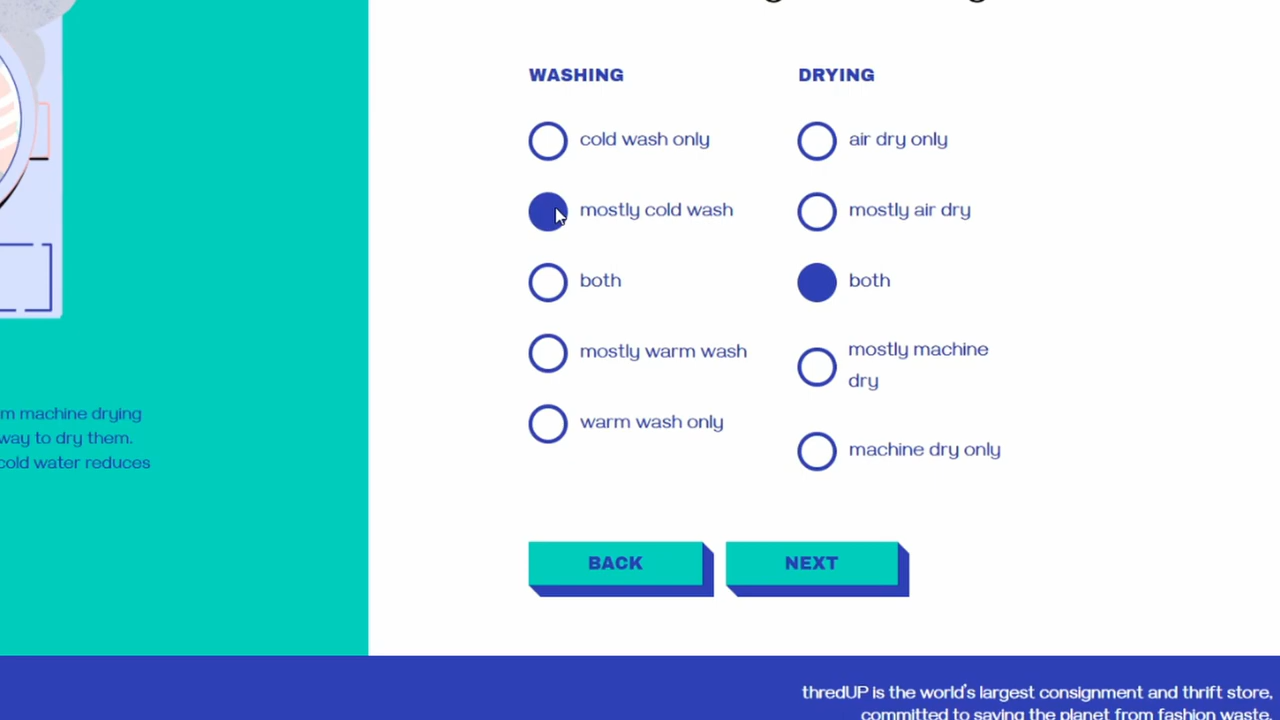 WASHING
DRYING
cold wash only
air dry only
mostly cold wash
mostly air dry
both
both
mostly warm wash
mostly machine
dry
warm wash only
machine dry only
m machine drying
way to dry them.
cold water reduces
BACK
NEXT
thredUP is the world's largest consignment and thrift store,
committed to saving the planet from fashion waste.